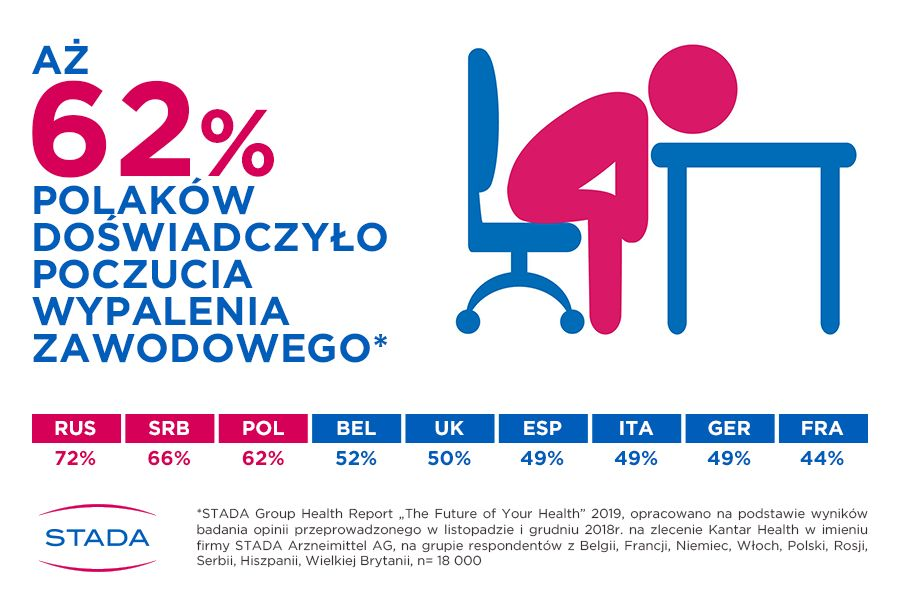 AŻ
62%
POLAKÓW
DOŚWIADCZYŁO
POCZUCIA
WYPALENIA
ZAWODOWEGO*
RUS SRB POL BEL UK ESP ITA GER FRA
72% 66% 62% 52% 50% 49% 49% 49% 44%
STADA
*STADA Group Health Report „The Future of Your Health” 2019, opracowano na podstawie wyników
badania opinii przeprowadzonego w listopadzie i grudniu 2018r. na zlecenie Kantar Health w imieniu
firmy STADA Arzneimittel AG, na grupie respondentów z Belgii, Francji, Niemiec, Włoch, Polski, Rosji,
Serbii, Hiszpanii, Wielkiej Brytanii, n= 18 000